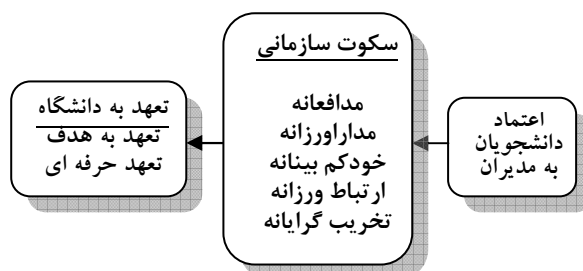 اعتماد
دانشجویان
به مدیران
سکوت سازمانی
مدافعانه
مداراورزانه
خودکم بینانه
ارتباط ورزانه
تخریب گرایانه
تعهد به دانشگاه
تعهد به هدف
تعهد حرفه ای